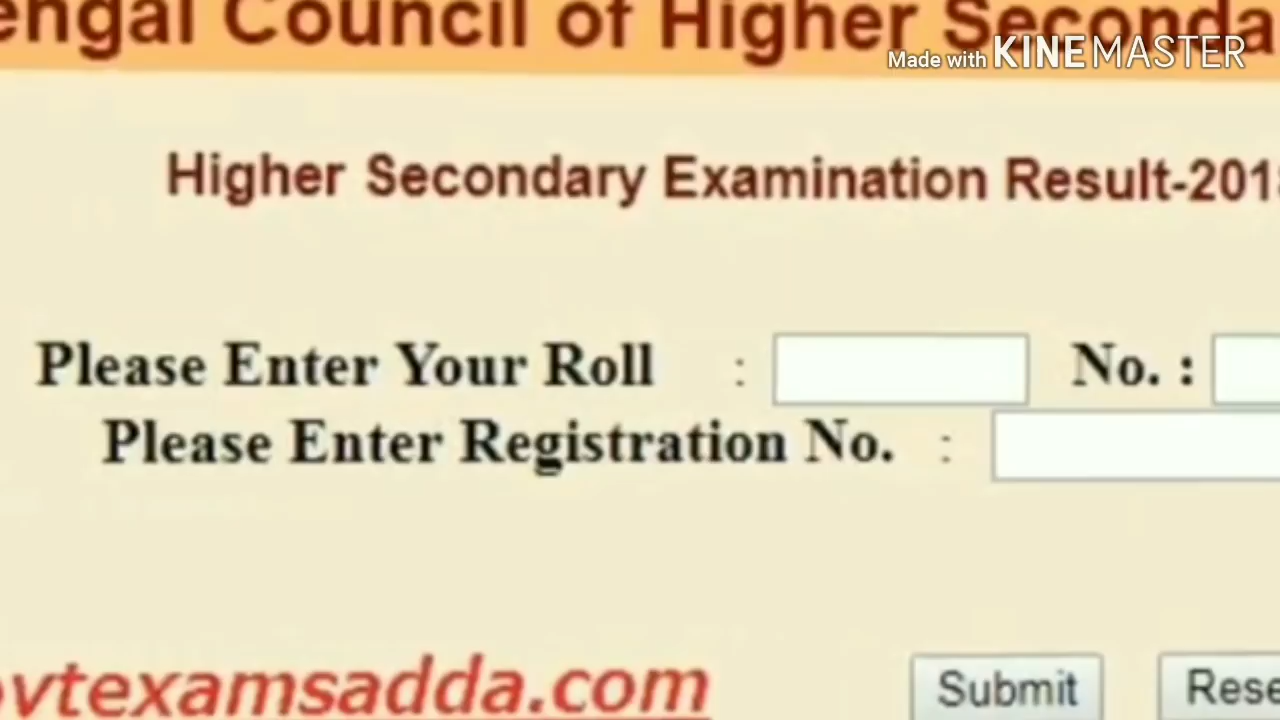 engal Council of Higher Seconda
Made with KINEMASTER
Higher Secondary Examination Result-201
Please Enter Your Roll : No. :
Please Enter Registration No. :
ovtexamsadda.com
Submit Rese